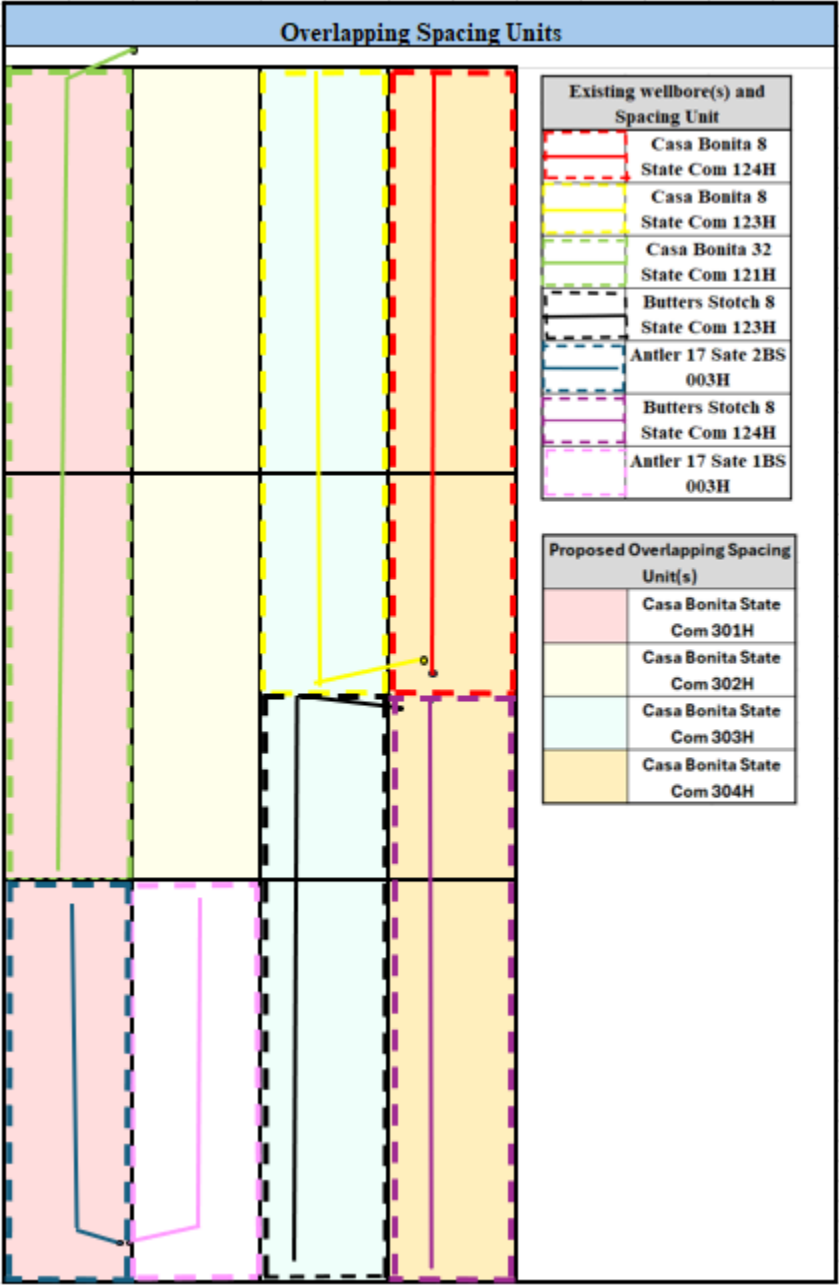 Overlapping Spacing Units
Existing wellbore(s) and
Spacing Unit
Casa Bonita 8
State Com 124H
Casa Bonita 8
State Com 123H
Casa Bonita 32
State Com 121H
Butters Stotch 8
State Com 123H
Antler 17 Sate 2BS
003H
Butters Stotch 8
State Com 124H
Antler 17 Sate 1BS
003H
Proposed Overlapping Spacing
Unit(s)
Casa Bonita State
Com 301H
Casa Bonita State
Com 302H
Casa Bonita State
Com 303H
Casa Bonita State
Com 304H